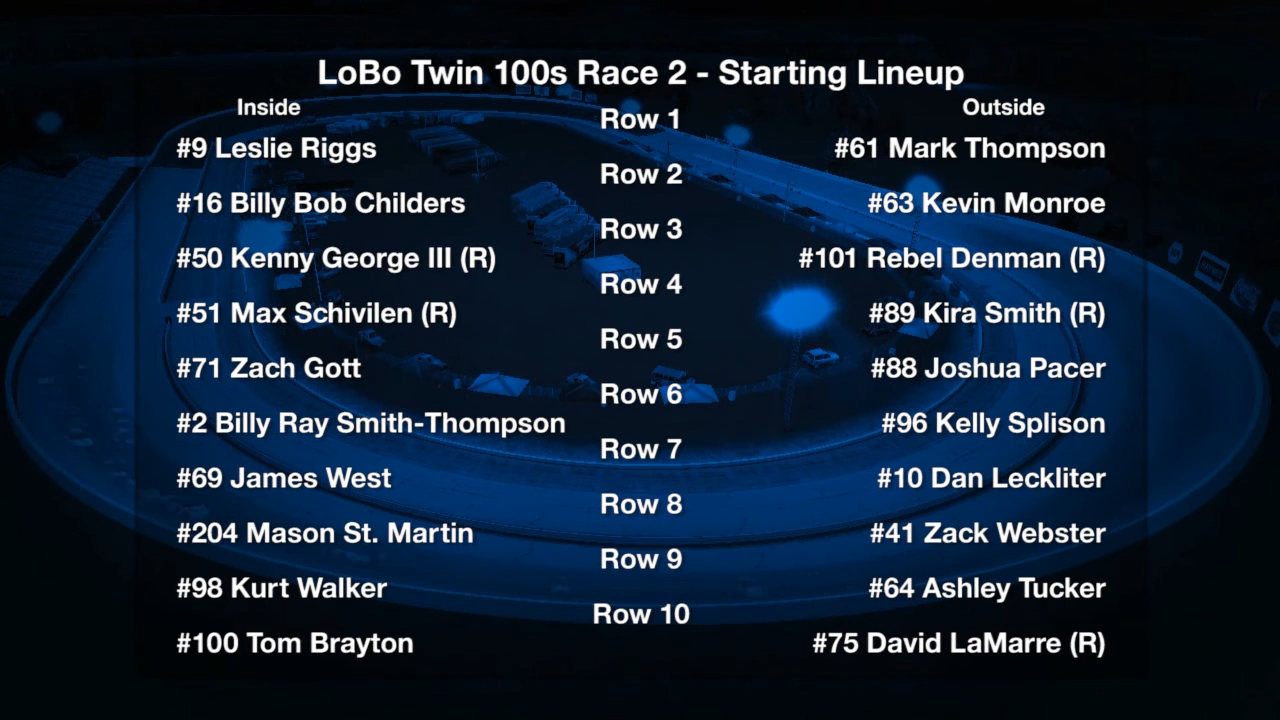 LoBo Twin 100s Race 2 - Starting Lineup
Inside Outside
Row 1
#9 Leslie Riggs #61 Mark Thompson
Row 2
#16 Billy Bob Childers #63 Kevin Monroe
Row 3
#50 Kenny George III (R) #101 Rebel Denman (R)
Row 4
#51 Max Schivilen (R) #89 Kira Smith (R)
Row 5
#71 Zach Gott #88 Joshua Pacer
Row 6
#2 Billy Ray Smith-Thompson #96 Kelly Splison
Row 7
#69 James West #10 Dan Leckliter
Row 8
#204 Mason St. Martin #41 Zack Webster
Row 9
#98 Kurt Walker #64 Ashley Tucker
Row 10
#100 Tom Brayton #75 David LaMarre (R)